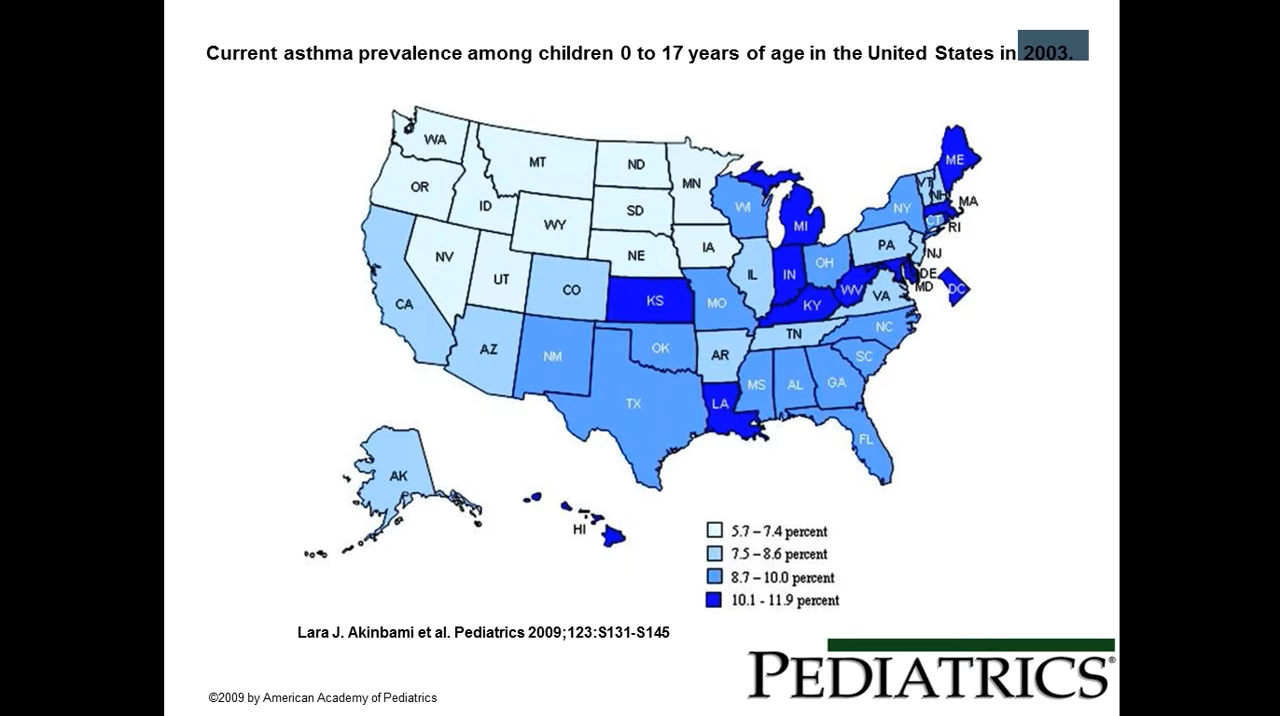 Current asthma prevalence among children 0 to 17 years of age in the United States in 2003.
WA
MT
ND
MN
ME
OR
ID
SD
WI
VT
NH
NY
MA
WY
MI
CT
RI
NV
NE
IA
PA
NJ
UT
CO
IL
IN
OH
DE
MD
DC
CA
KS
MO
KY
WV
VA
AZ
NM
OK
AR
TN
NC
SC
TX
LA
MS
AL
GA
FL
AK
HI
5.7 – 7.4 percent
7.5 – 8.6 percent
8.7 – 10.0 percent
10.1 - 11.9 percent
Lara J. Akinbami et al. Pediatrics 2009;123:S131-S145
PEDIATRICS®
©2009 by American Academy of Pediatrics